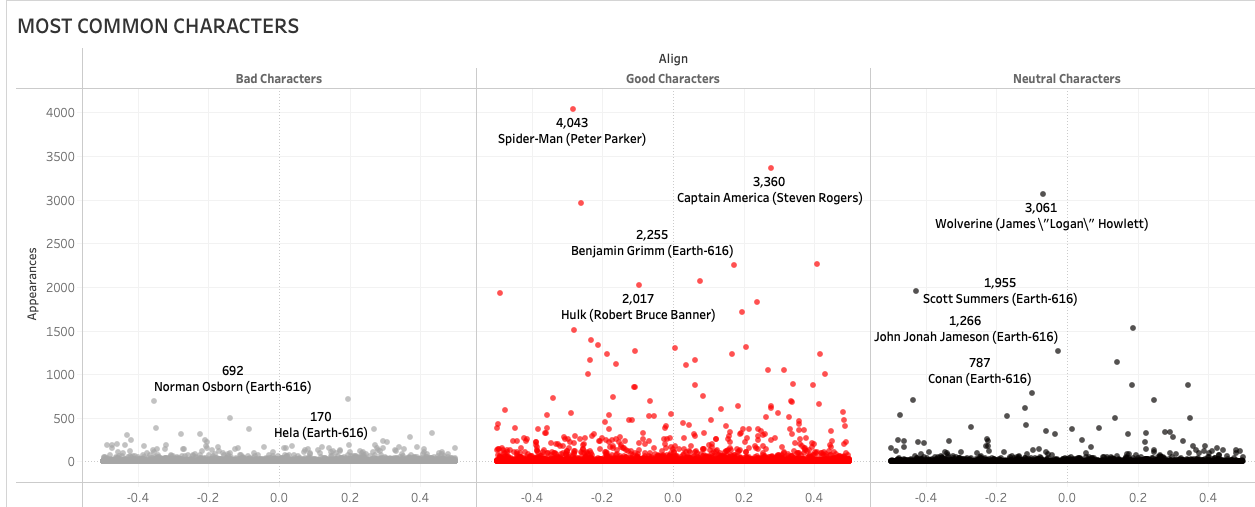 MOST COMMON CHARACTERS
Align
Bad Characters
Good Characters
Neutral Characters
Appearances
4000
3500
3000
2500
2000
1500
1000
500
0
692
Norman Osborn (Earth-616)
170
Hela (Earth-616)
4,043
Spider-Man (Peter Parker)
3,360
Captain America (Steven Rogers)
2,255
Benjamin Grimm (Earth-616)
2,017
Hulk (Robert Bruce Banner)
3,061
Wolverine (James \"Logan\" Howlett)
1,955
Scott Summers (Earth-616)
1,266
John Jonah Jameson (Earth-616)
787
Conan (Earth-616)
-0.4 -0.2 0.0 0.2 0.4
-0.4 -0.2 0.0 0.2 0.4
-0.4 -0.2 0.0 0.2 0.4